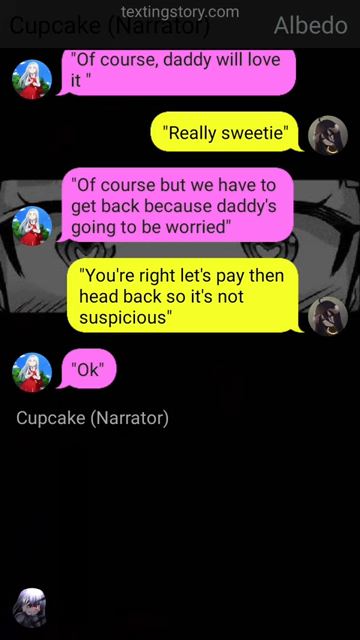 textingstory.com
Cupcake (Narrator)
Albedo
"Of course, daddy will love
it "
"Really sweetie"
"Of course but we have to
get back because daddy's
going to be worried"
"You're right let's pay then
head back so it's not
suspicious"
"Ok"
Cupcake (Narrator)